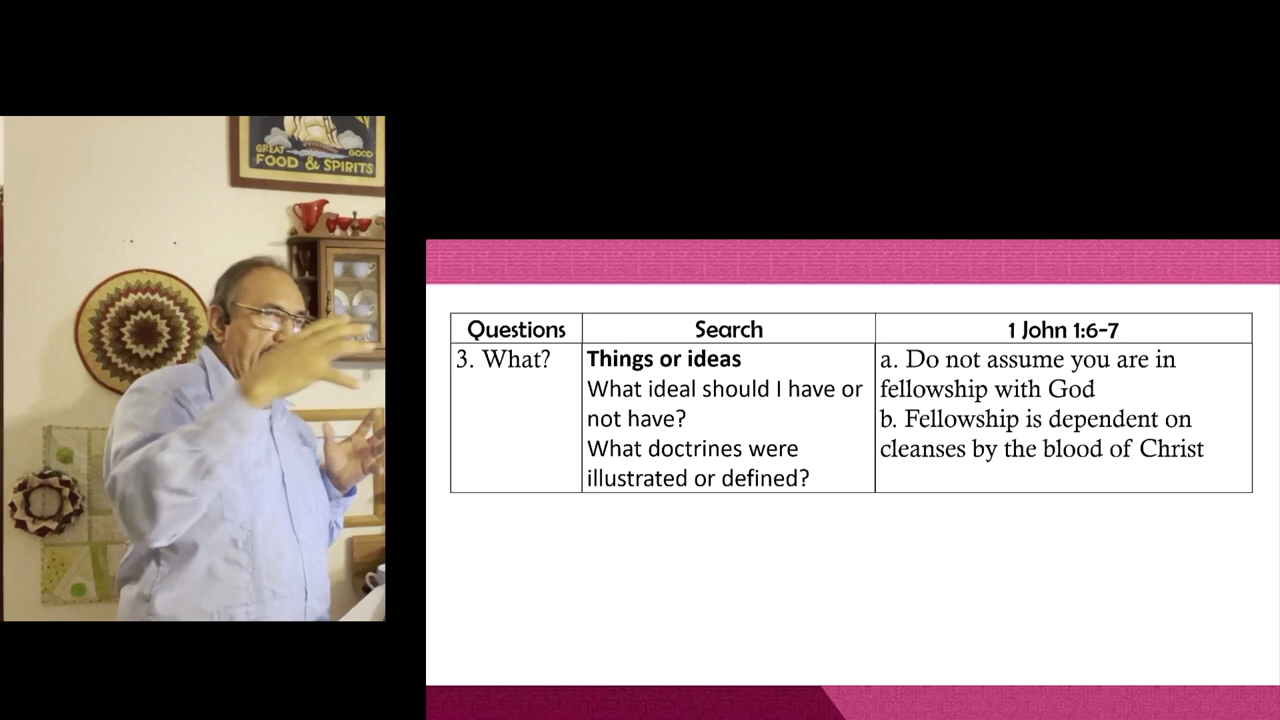 GREAT GOOD
FOOD & SPIRITS
Questions Search 1 John 1:6-7
3. What? Things or ideas a. Do not assume you are in
What ideal should I have or fellowship with God
not have? b. Fellowship is dependent on
What doctrines were cleanses by the blood of Christ
illustrated or defined?